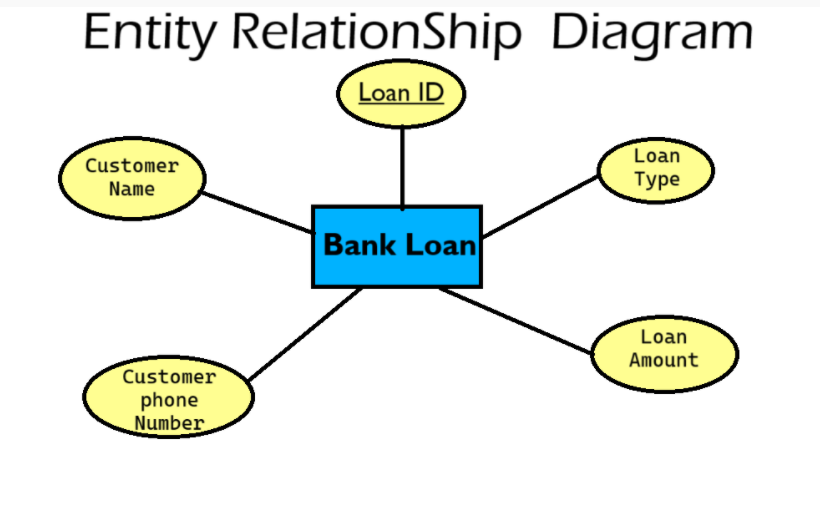 Entity RelationShip Diagram
Loan ID
Customer
Name
Loan
Type
Bank Loan
Loan
Amount
Customer
phone
Number